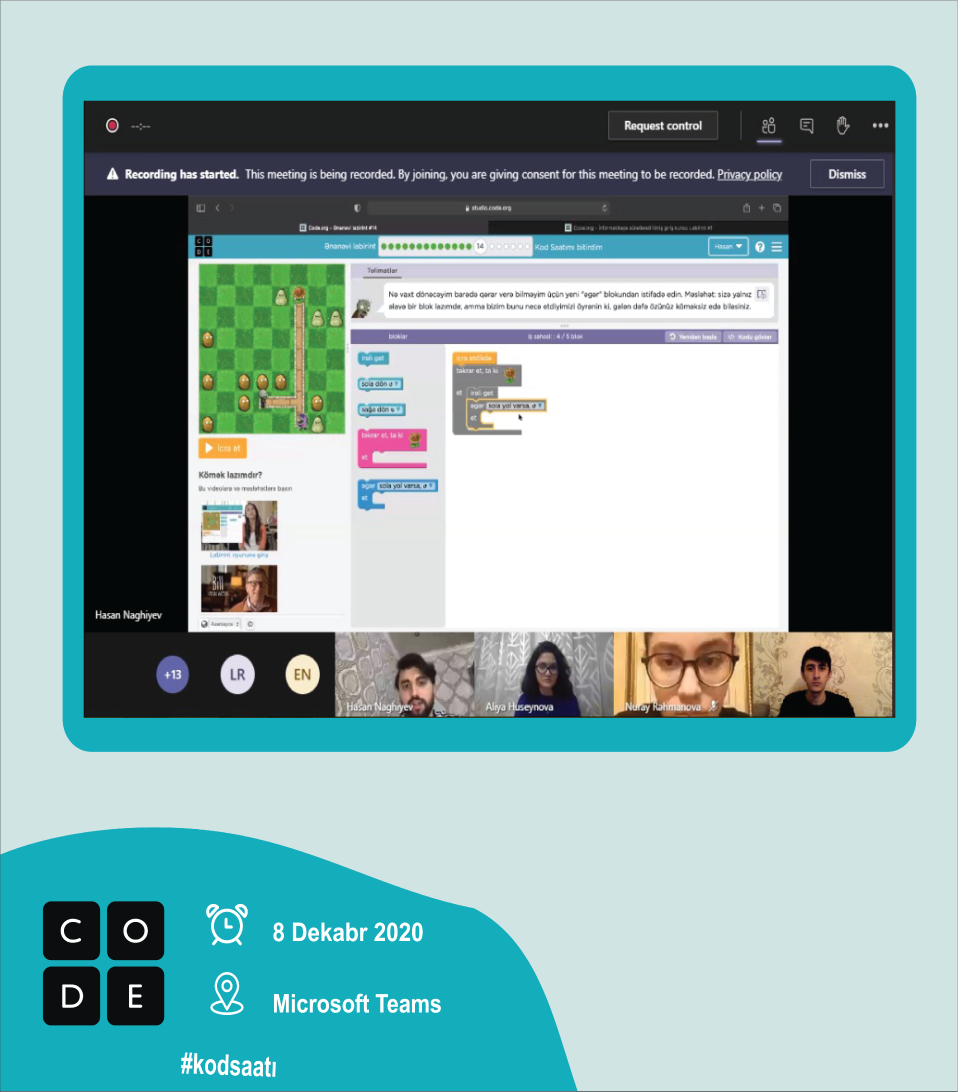 --:--
Request control
Recording has started. This meeting is being recorded. By joining, you are giving consent for this meeting to be recorded. Privacy policy
Dismiss
studio.code.org
Code.org - Ənənəvi labirint #14
C O
D E
Ənənəvi labirint
14
Kod Saatımı bitirdim
Hasan
Təlimatlar
Nə vaxt dönəcəyim barədə qərar verə bilməyim üçün yeni "əgər" blokundan istifadə edin. Məsləhət: sizə yalnız
əlavə bir blok lazımdır, amma bizim bunu necə etdiyimizi öyrənin ki, gələn dəfə özünüz köməksiz edə biləsiniz.
bloklar
İş sahəsi : 4 / 5 blok
Yenidən başla
Kodu göstər
irəli get
sola dön
sağa dön
təkrar et, ta ki
et
əgər sola yol varsa,
et
icra etdikdə
təkrar et, ta ki
et
irəli get
əgər sola yol varsa,
et
İcra et
Kömək lazımdır?
Bu videolara və məsləhətlərə baxın
Labirint oyununa giriş
Bill
Azərbaycan
Hasan Naghiyev
+13
LR
EN
Hasan Naghiyev
Aliya Huseynova
Nuray Rahmanova
C O
D E
8 Dekabr 2020
Microsoft Teams
#kodsaatı